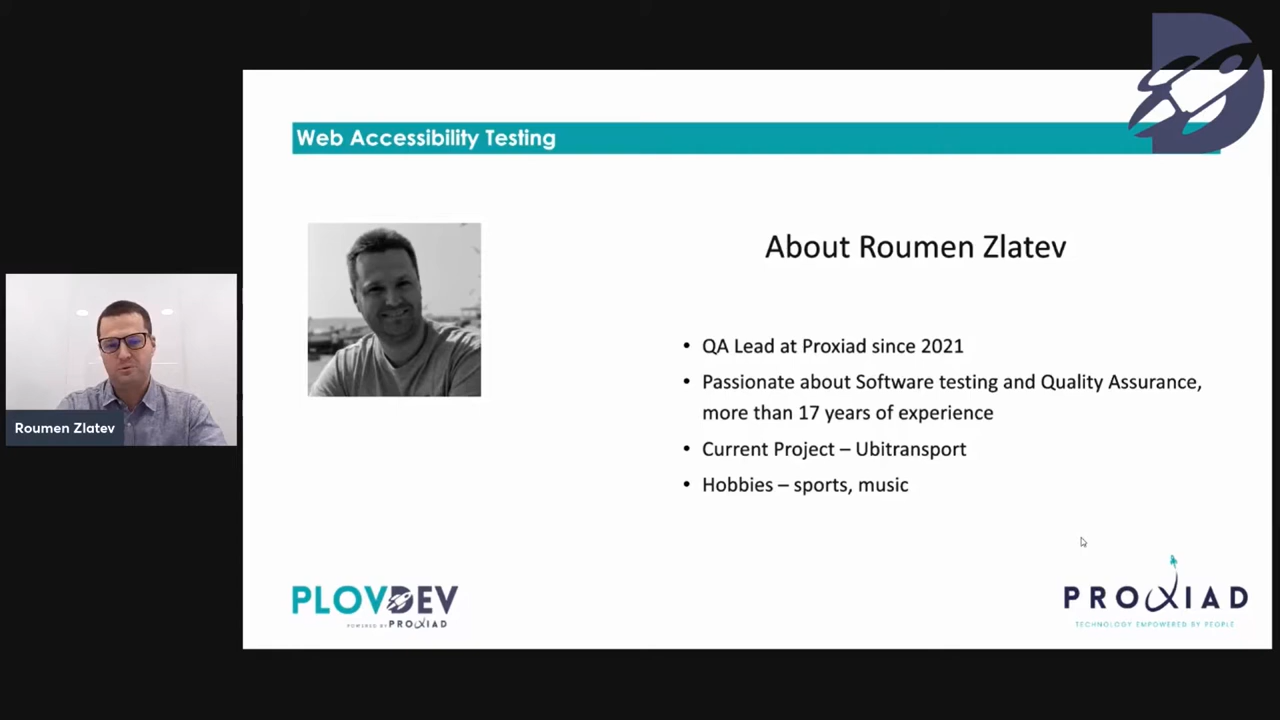 Web Accessibility Testing
About Roumen Zlatev
• QA Lead at Proxiad since 2021
• Passionate about Software testing and Quality Assurance,
more than 17 years of experience
• Current Project – Ubitransport
• Hobbies – sports, music
Roumen Zlatev
PLOVDEV
POWERED BY PROXIAD
PROXIAD
TECHNOLOGY EMPOWERED BY PEOPLE